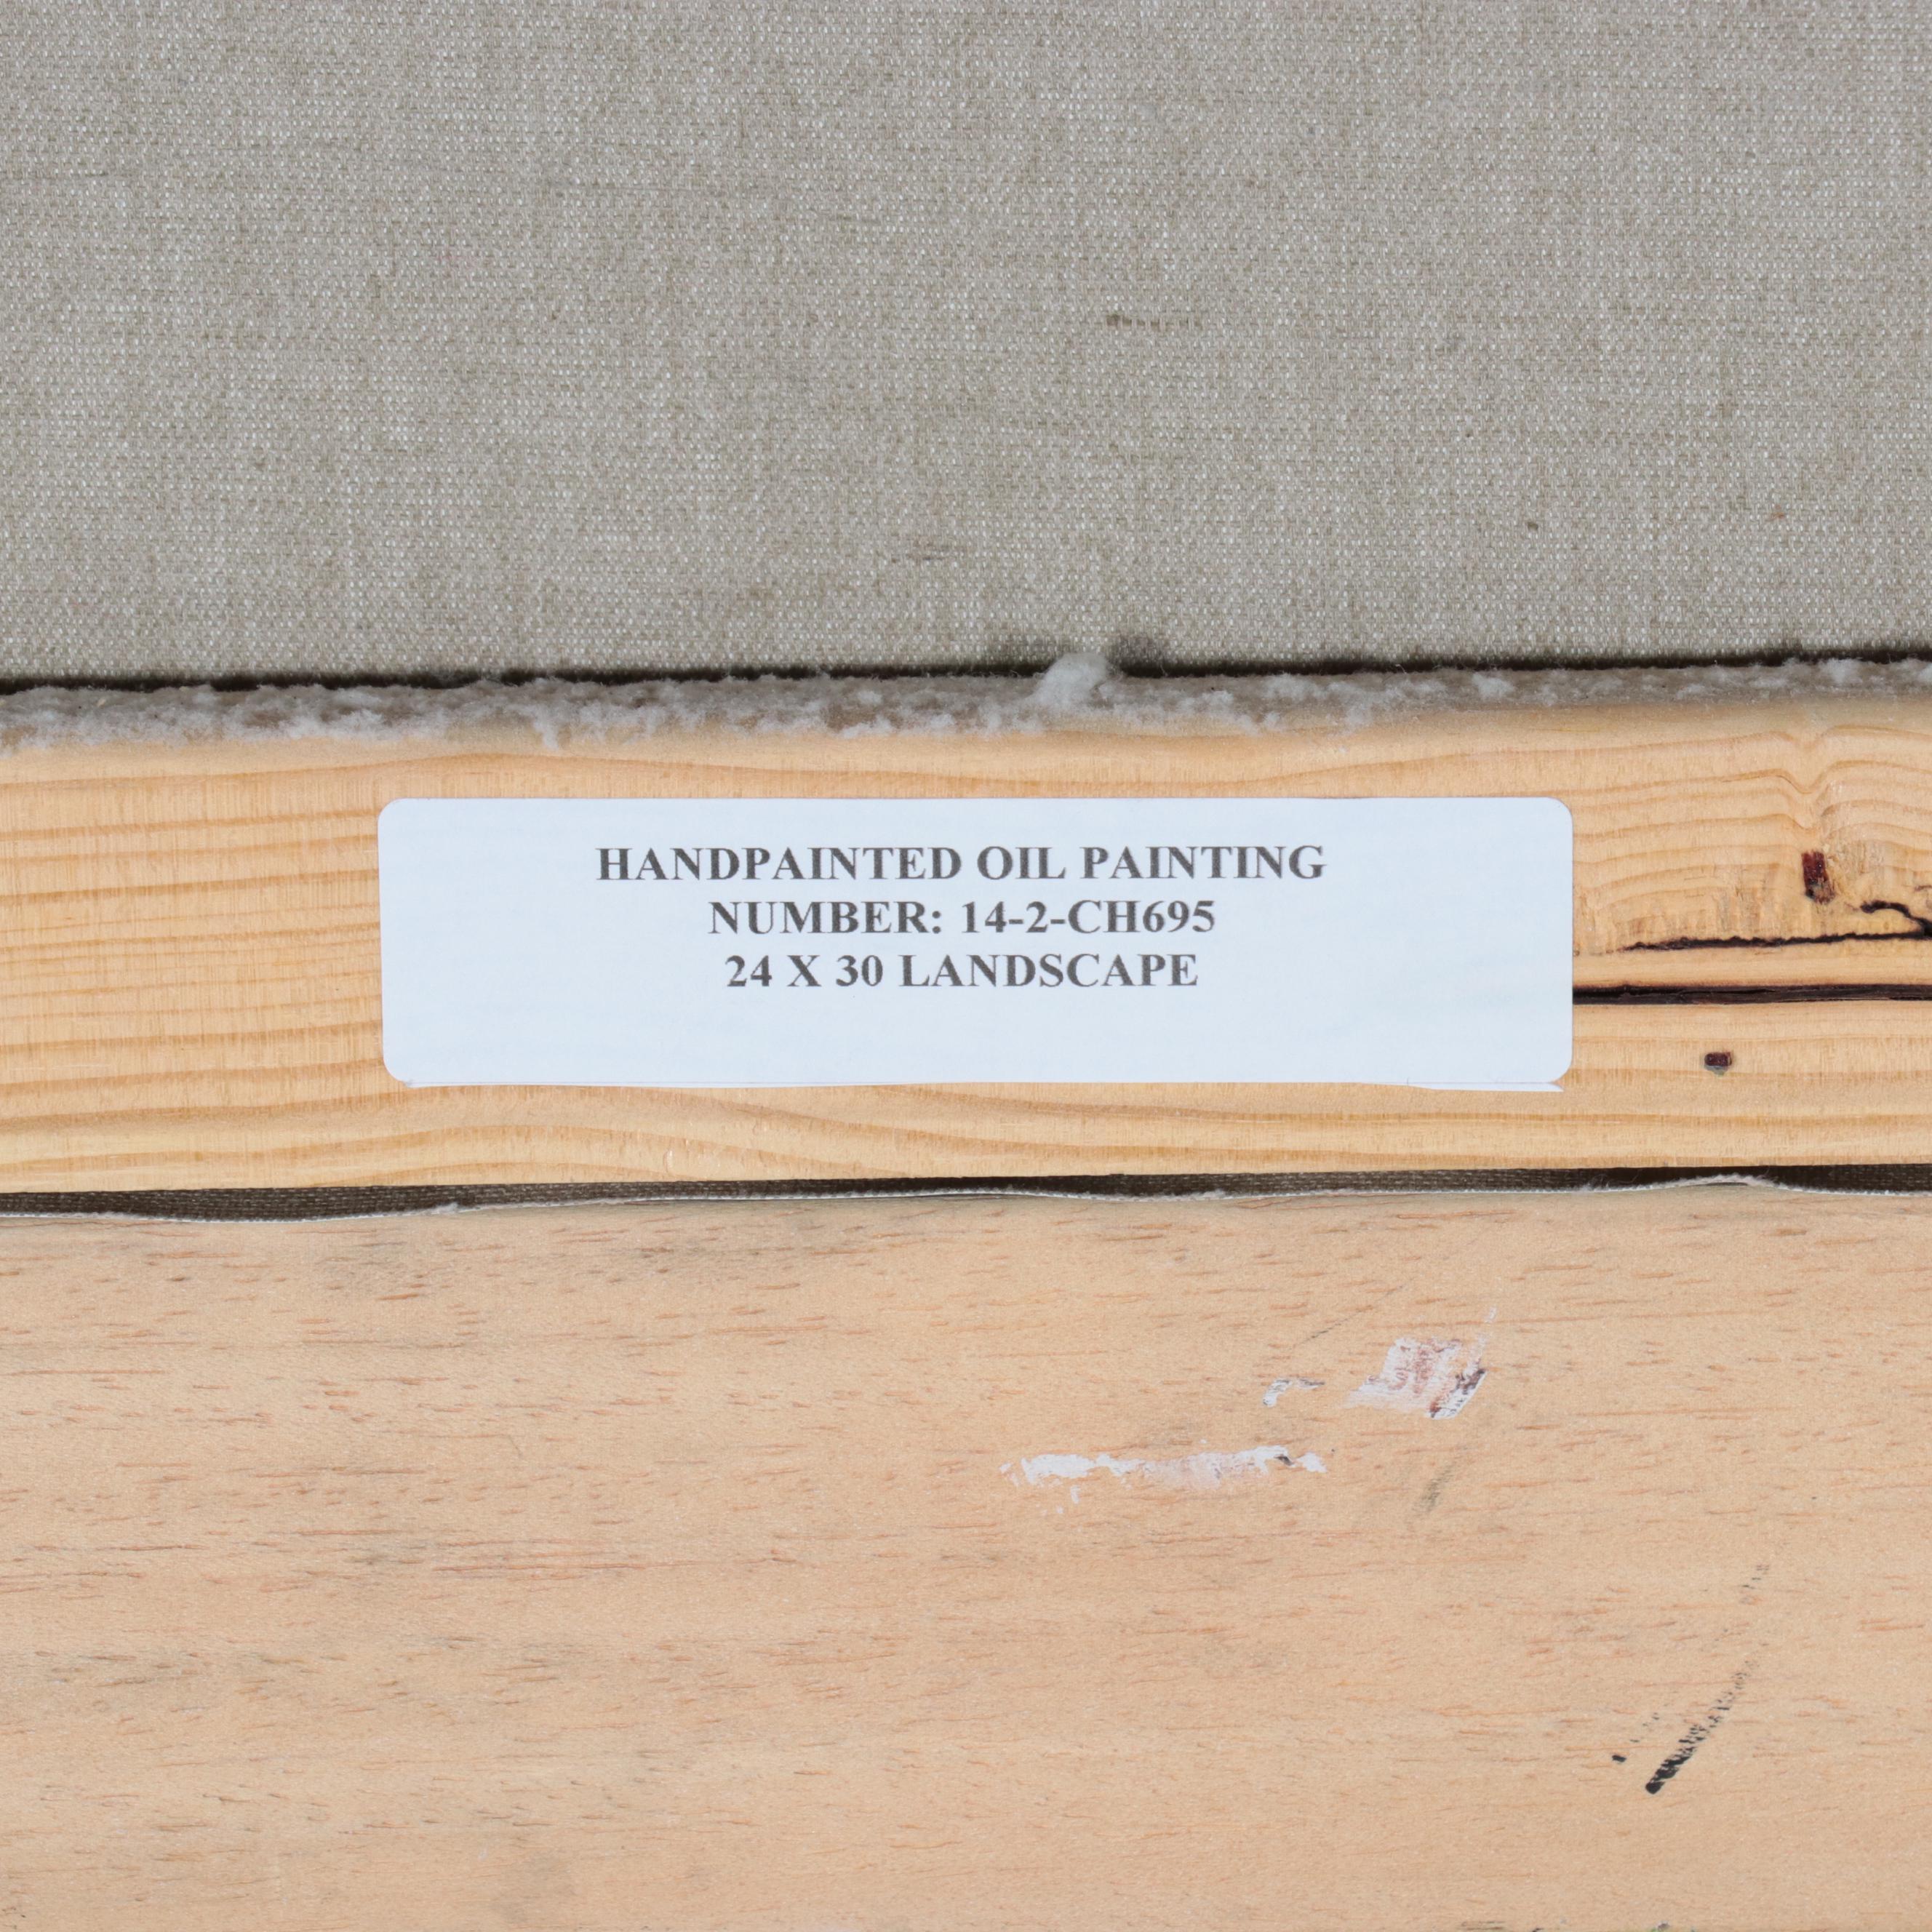 HANDPAINTED OIL PAINTING
NUMBER: 14-2-CH695
24 X 30 LANDSCAPE